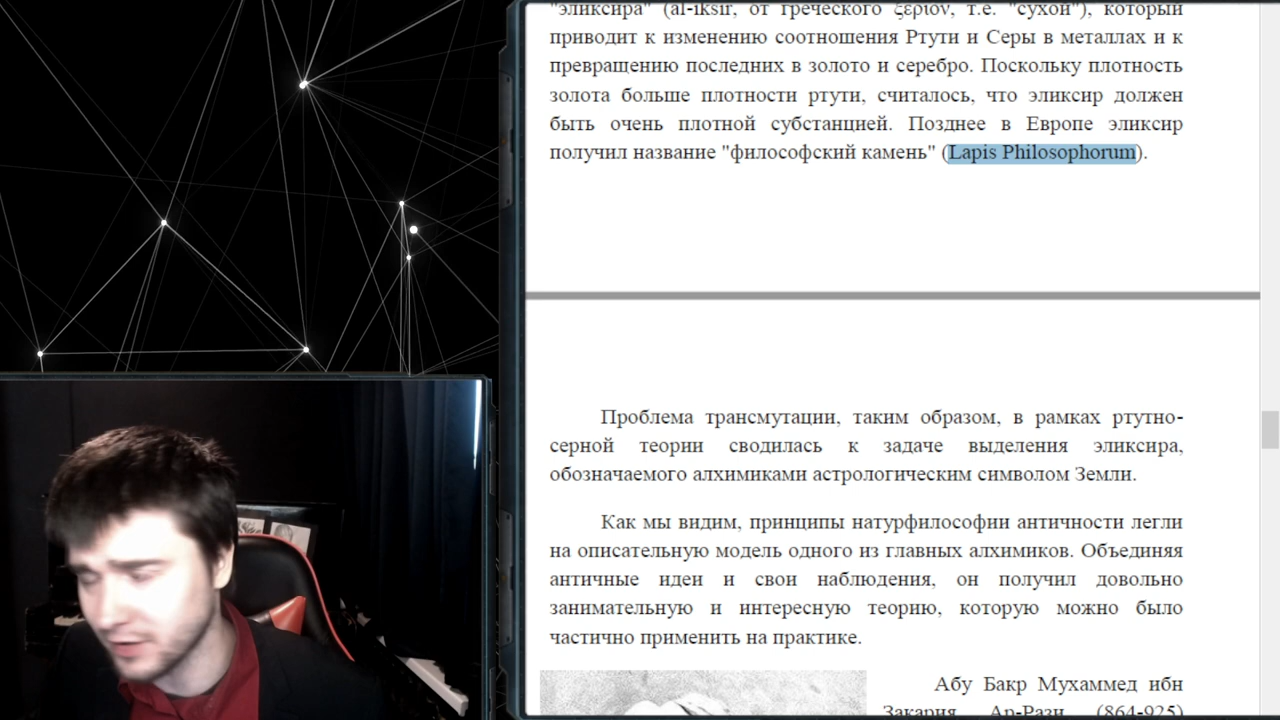 "эликсира" (al-iksir, от греческого ξεριον, т.е. "сухой"), который
приводит к изменению соотношения Ртути и Серы в металлах и к
превращению последних в золото и серебро. Поскольку плотность
золота больше плотности ртути, считалось, что эликсир должен
быть очень плотной субстанцией. Позднее в Европе эликсир
получил название "философский камень" (Lapis Philosophorum).
Проблема трансмутации, таким образом, в рамках ртутно-
серной теории сводилась к задаче выделения эликсира,
обозначаемого алхимиками астрологическим символом Земли.
Как мы видим, принципы натурфилософии античности легли
на описательную модель одного из главных алхимиков. Объединяя
античные идеи и свои наблюдения, он получил довольно
занимательную и интересную теорию, которую можно было
частично применить на практике.
Абу Бакр Мухаммед ибн
Закария Ар-Рази (864-925)